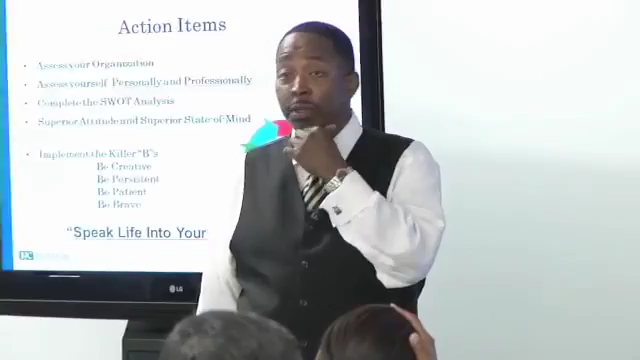 Action Items
• Assess your Organization
• Assess yourself Personally and Professionally
• Complete the SWOT Analysis
• Superior Attitude and Superior State of Mind
• Implement the Killer "B"s
Be Creative
Be Persistent
Be Patient
Be Brave
"Speak Life Into Your
LG